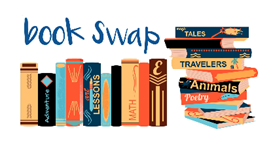 book swap
TALES
TRAVELERS
Animals
Poetry
Adventure
LESSONS
MATH
E